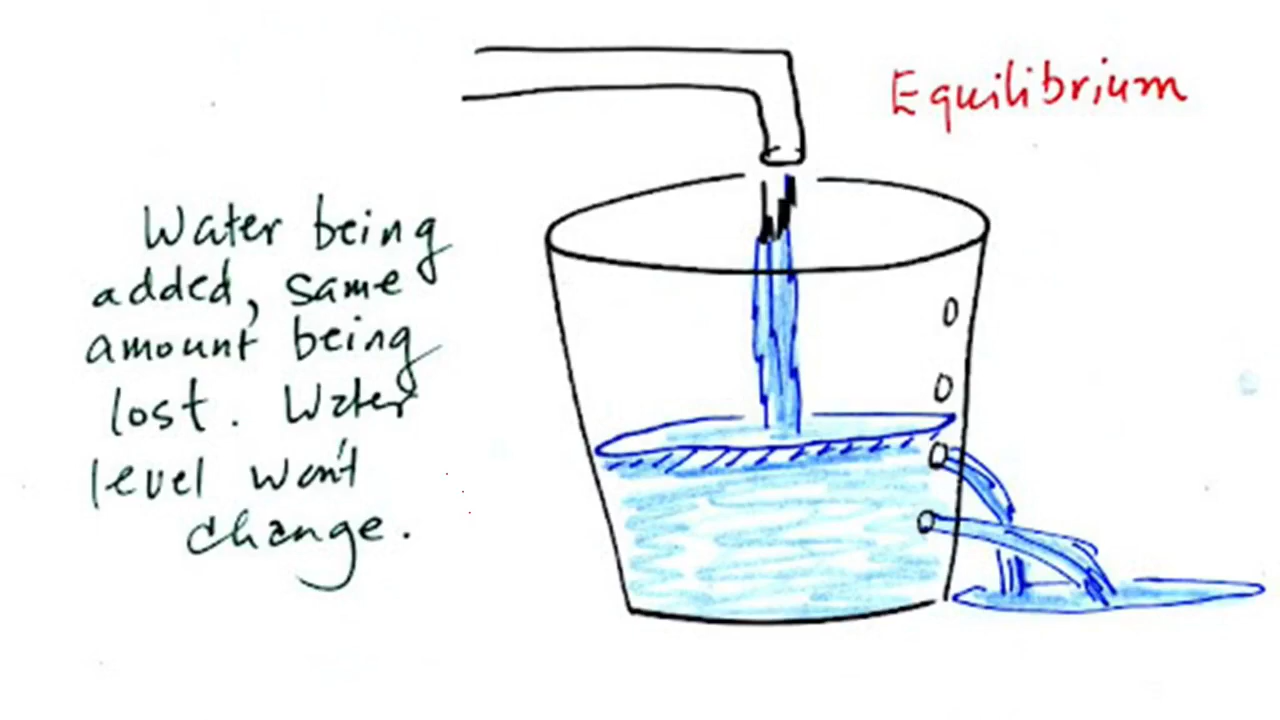 Equilibrium
Water being
added, same
amount being
lost. Water
level won't
change.